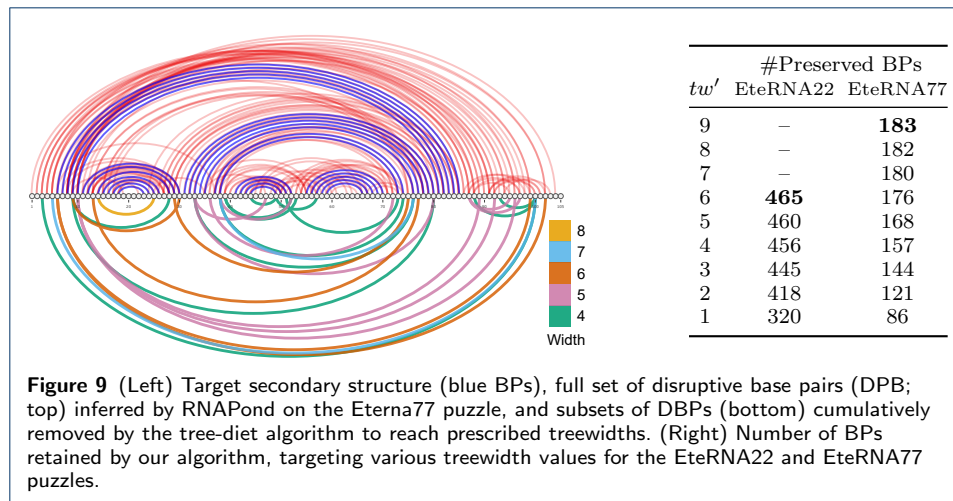 8
7
6
5
4
Width
#Preserved BPs
tw′ EteRNA22 EteRNA77
9 – 183
8 – 182
7 – 180
6 465 176
5 460 168
4 456 157
3 445 144
2 418 121
1 320 86
Figure 9 (Left) Target secondary structure (blue BPs), full set of disruptive base pairs (DPB;
top) inferred by RNAPond on the Eterna77 puzzle, and subsets of DBPs (bottom) cumulatively
removed by the tree-diet algorithm to reach prescribed treewidths. (Right) Number of BPs
retained by our algorithm, targeting various treewidth values for the EteRNA22 and EteRNA77
puzzles.